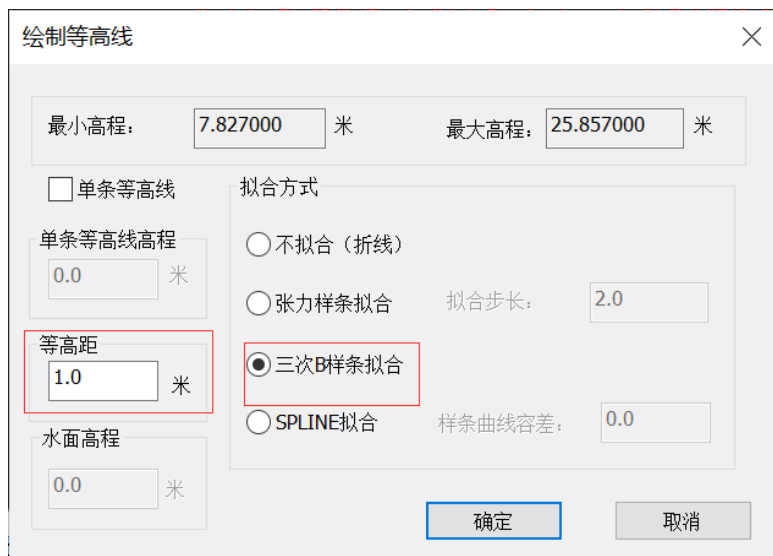 绘制等高线
最小高程： 7.827000 米 最大高程： 25.857000 米
单条等高线
单条等高线高程
0.0 米
等高距
1.0 米
水面高程
0.0 米
拟合方式
不拟合（折线）
张力样条拟合 拟合步长： 2.0
三次B样条拟合
SPLINE拟合 样条曲线容差： 0.0
确定 取消